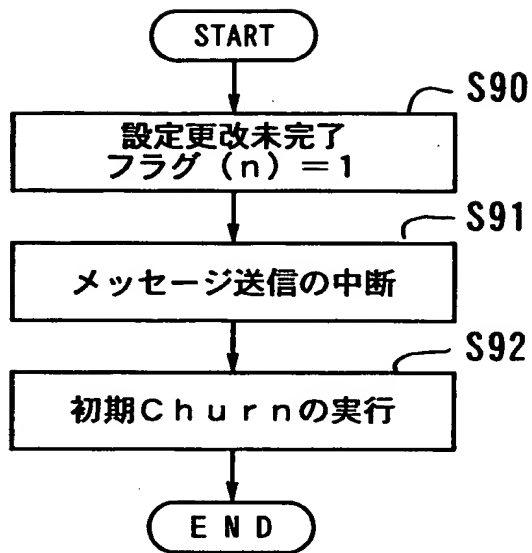 START
S90
設定更改未完了
フラグ(n)=1
S91
メッセージ送信の中断
S92
初期Churnの実行
END